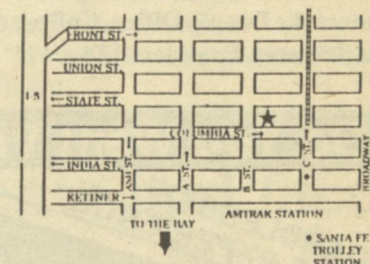 FRONT ST.
UNION ST.
I 5
STATE ST.
COLUMBIA ST.
INDIA ST.
ASH ST.
A ST.
B ST.
C ST.
BROADWAY
KETTNER
TO THE BAY
AMTRAK STATION
* SANTA FE
TROLLEY
STATION